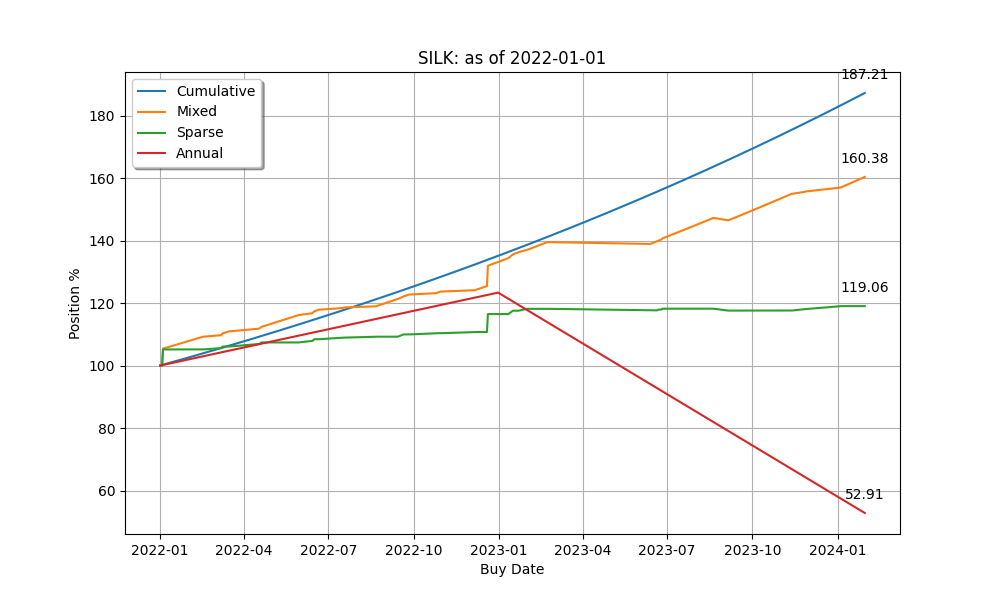 SILK: as of 2022-01-01
Cumulative
Mixed
Sparse
Annual
187.21
160.38
119.06
52.91
180
160
140
120
100
80
60
Position %
2022-01 2022-04 2022-07 2022-10 2023-01 2023-04 2023-07 2023-10 2024-01
Buy Date